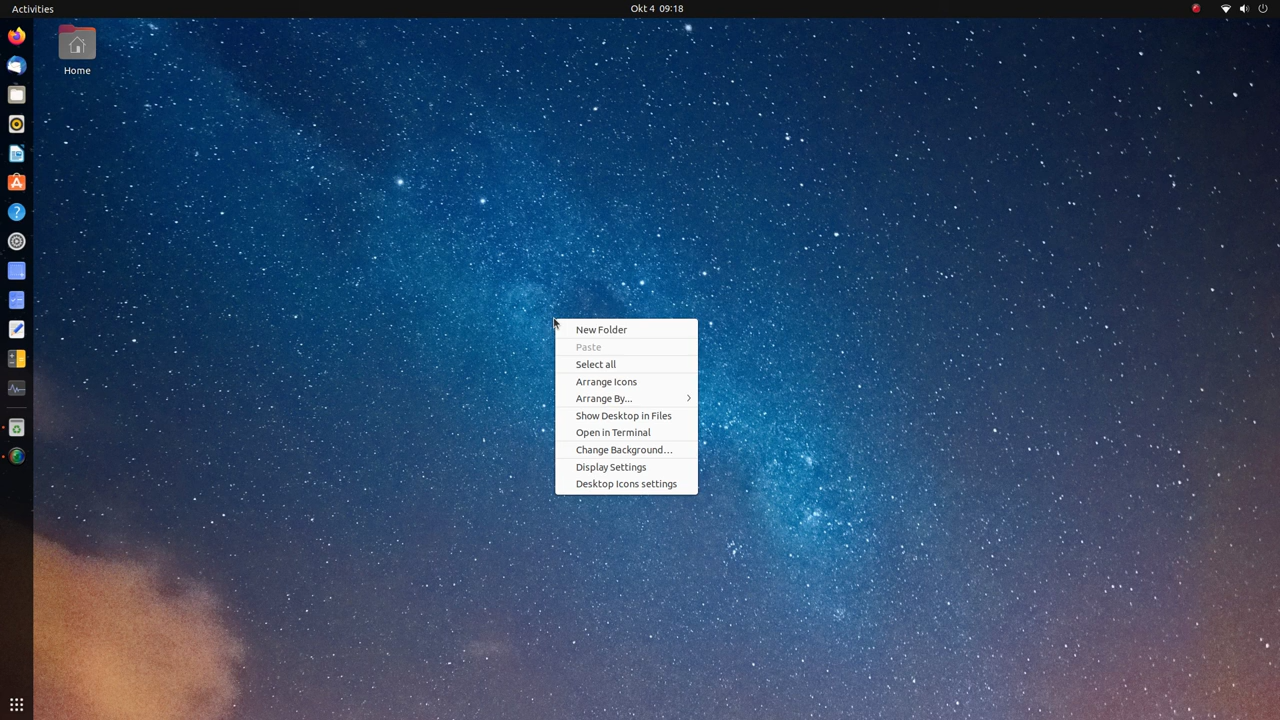 Activities
Okt 4 09:18
Home
New Folder
Paste
Select all
Arrange Icons
Arrange By...
Show Desktop in Files
Open in Terminal
Change Background…
Display Settings
Desktop Icons settings